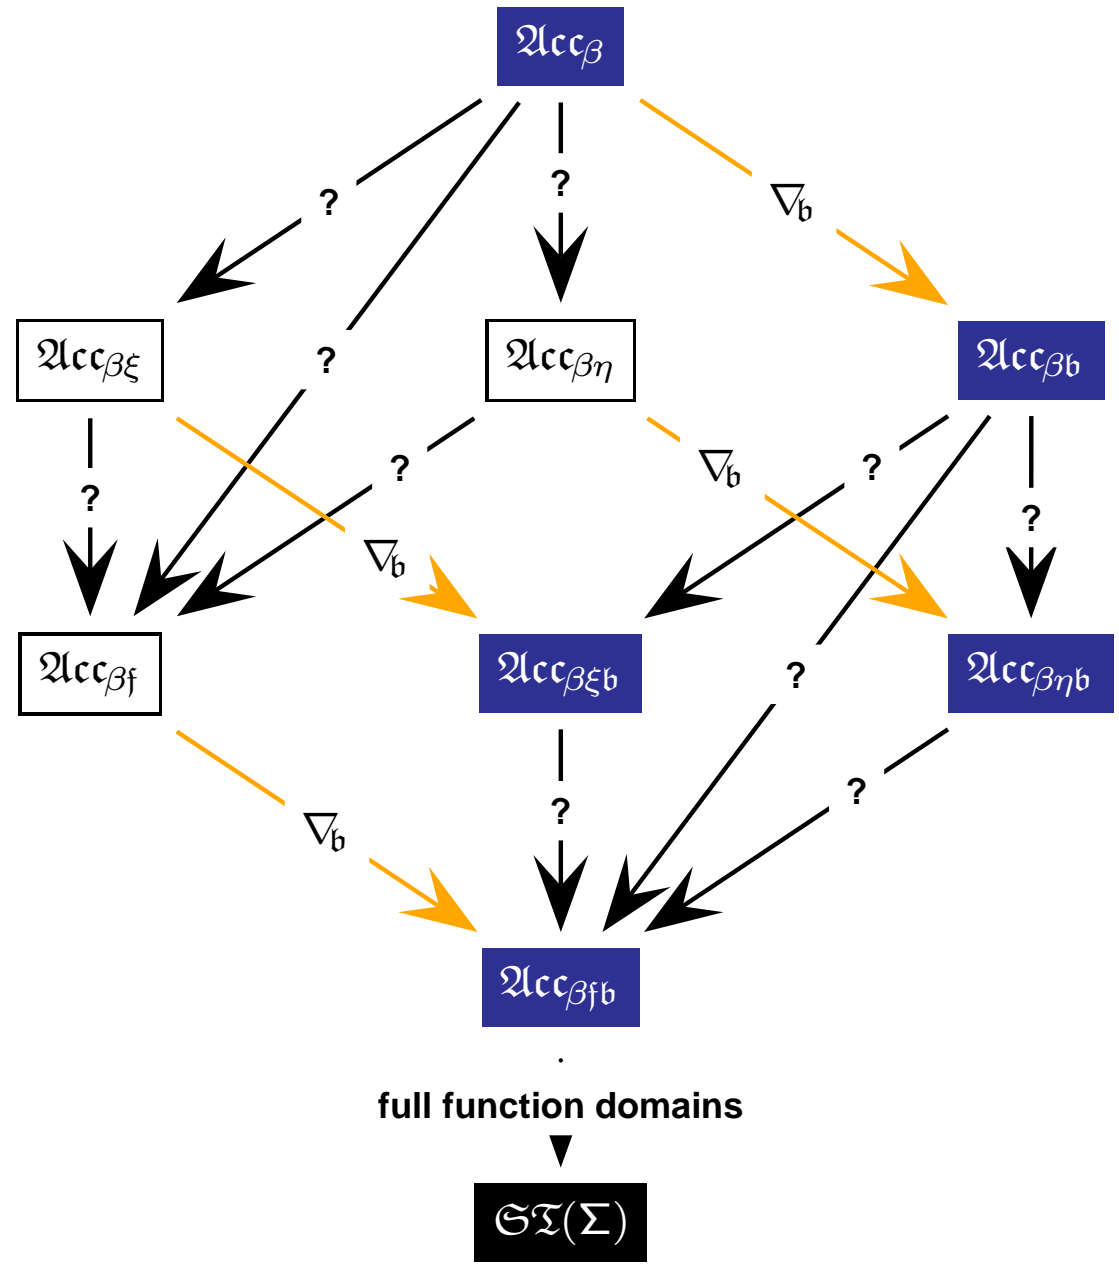 𝔄𝔠𝔠β
? ? ∇𝔟
?
𝔄𝔠𝔠βξ 𝔄𝔠𝔠βη 𝔄𝔠𝔠β𝔟
? ? ∇𝔟 ? ?
∇𝔟
𝔄𝔠𝔠β𝔣 𝔄𝔠𝔠βξ𝔟 𝔄𝔠𝔠βη𝔟
?
∇𝔟 ? ?
𝔄𝔠𝔠β𝔣𝔟
full function domains
𝔖𝔗(Σ)